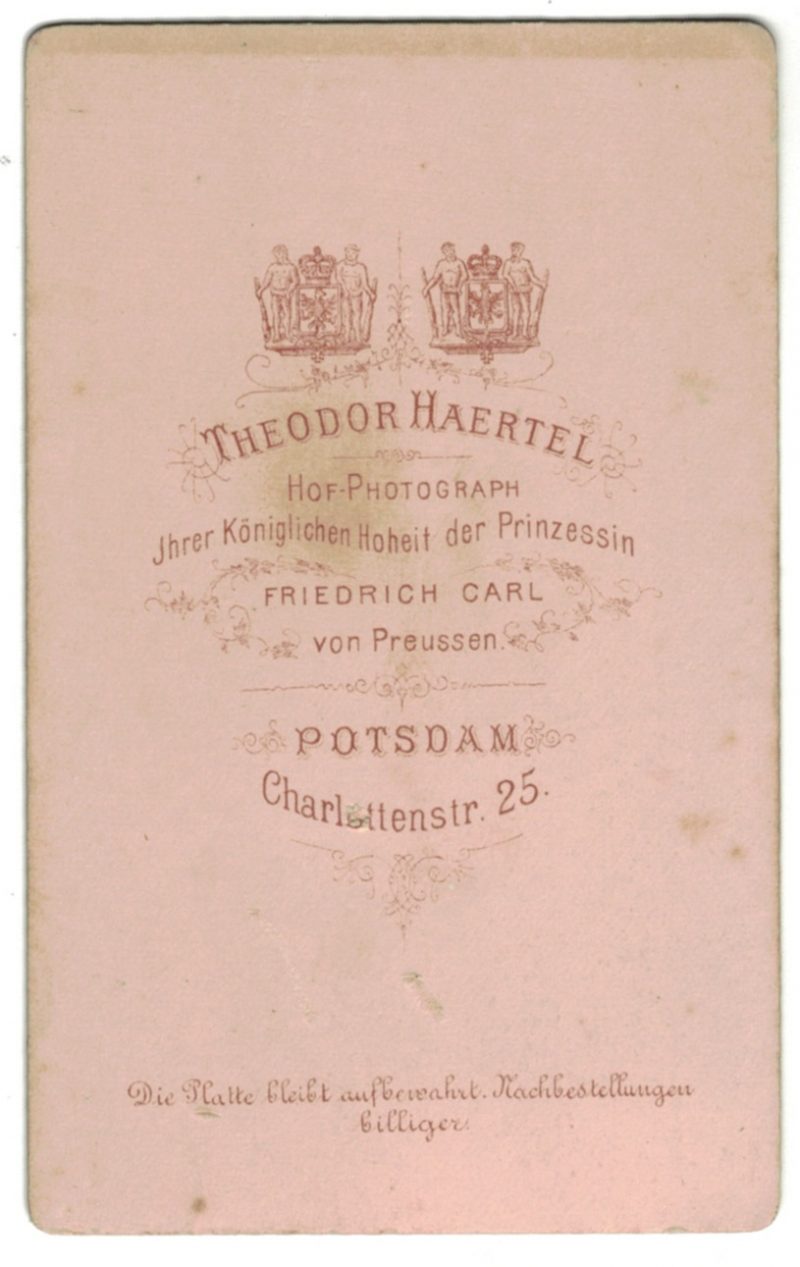 THEODOR HAERTEL
HOF-PHOTOGRAPH
Jhrer Königlichen Hoheit der Prinzessin
FRIEDRICH CARL
von Preussen.
POTSDAM
Charlottenstr. 25.
Die Platte bleibt aufbewahrt. Nachbestellungen
billiger.